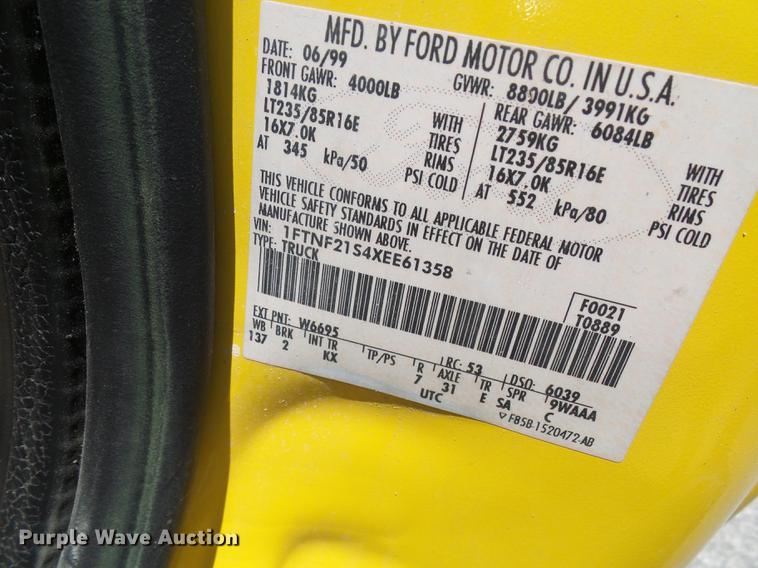 MFD. BY FORD MOTOR CO. IN U.S.A.
DATE: 06/99 GVWR: 8800LB/ 3991KG
FRONT GAWR: 4000LB REAR GAWR: 6084LB
1814KG WITH 2759KG WITH
LT235/85R16E TIRES LT235/85R16E TIRES
16X7.0K RIMS 16X7.0K RIMS
AT 345 kPa/50 PSI COLD AT 552 kPa/80 PSI COLD
THIS VEHICLE CONFORMS TO ALL APPLICABLE FEDERAL MOTOR
VEHICLE SAFETY STANDARDS IN EFFECT ON THE DATE OF
MANUFACTURE SHOWN ABOVE.
VIN: 1FTNF21S4XEE61358
TYPE: TRUCK
F0021
T0889
EXT PNT: W6695 RC: 53 DSO: 6039
WB BRK INT TR TP/PS R AXLE TR SPR 9WAAA
137 2 KX 7 31 E SA C
UTC
F85B-1520472-AB
Purple Wave Auction